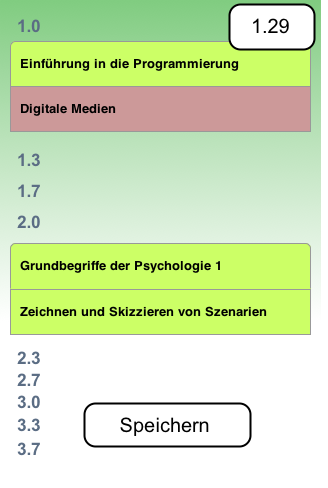 1.0
1.29
Einführung in die Programmierung
Digitale Medien
1.3
1.7
2.0
Grundbegriffe der Psychologie 1
Zeichnen und Skizzieren von Szenarien
2.3
2.7
3.0
3.3
Speichern
3.7